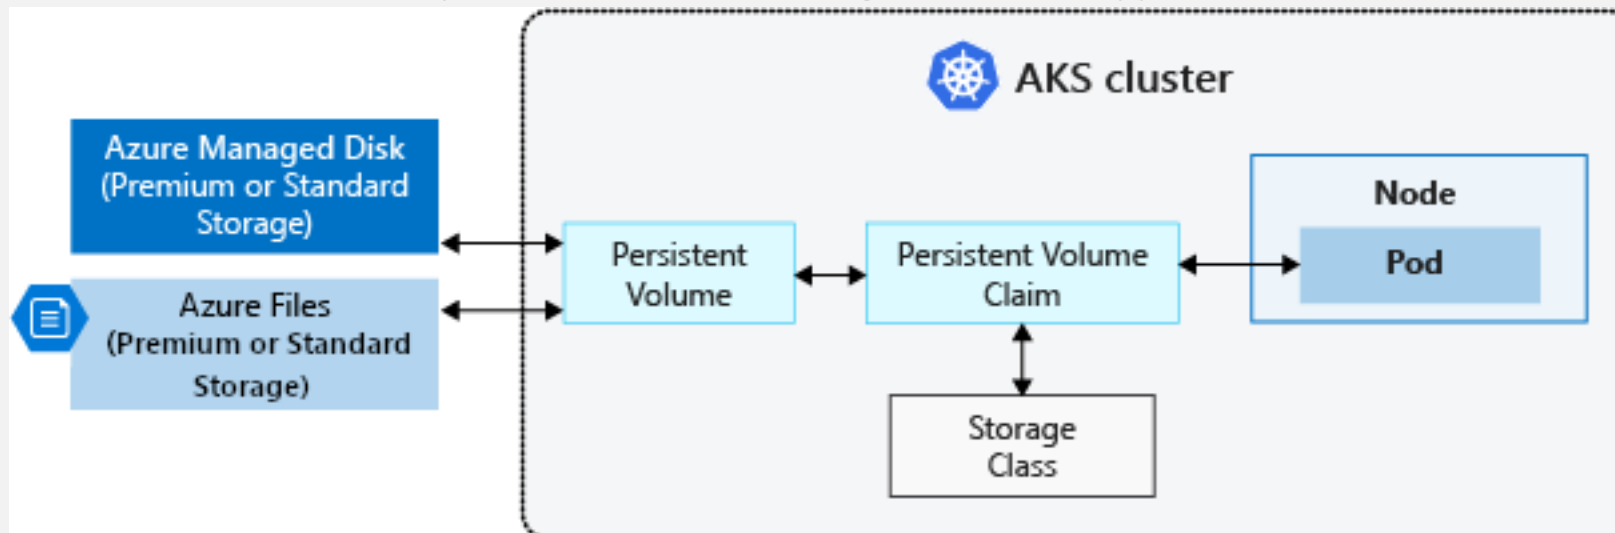 AKS cluster
Azure Managed Disk
(Premium or Standard
Storage)
Azure Files
(Premium or Standard
Storage)
Persistent
Volume
Persistent Volume
Claim
Node
Pod
Storage
Class